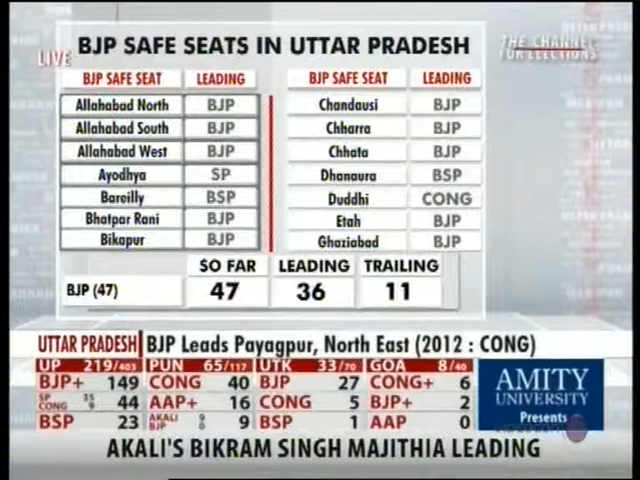 BJP SAFE SEATS IN UTTAR PRADESH
LIVE
THE CHANNEL
FOR ELECTIONS
BJP SAFE SEAT LEADING BJP SAFE SEAT LEADING
Allahabad North BJP Chandausi BJP
Allahabad South BJP Chharra BJP
Allahabad West BJP Chhata BJP
Ayodhya SP Dhanaura BSP
Bareilly BSP Duddhi CONG
Bhatpar Rani BJP Etah BJP
Bikapur BJP Ghaziabad BJP
SO FAR LEADING TRAILING
BJP (47) 47 36 11
UTTAR PRADESH BJP Leads Payagpur, North East (2012 : CONG)
UP 219/403 PUN 65/117 UTK 33/70 GOA 8/40
BJP+ 149 CONG 40 BJP 27 CONG+ 6
SP 35 CONG 9 44 AAP+ 16 CONG 5 BJP+ 2
BSP 23 AKALI 9 BJP 0 9 BSP 1 AAP 0
AMITY
UNIVERSITY
Presents
AKALI'S BIKRAM SINGH MAJITHIA LEADING